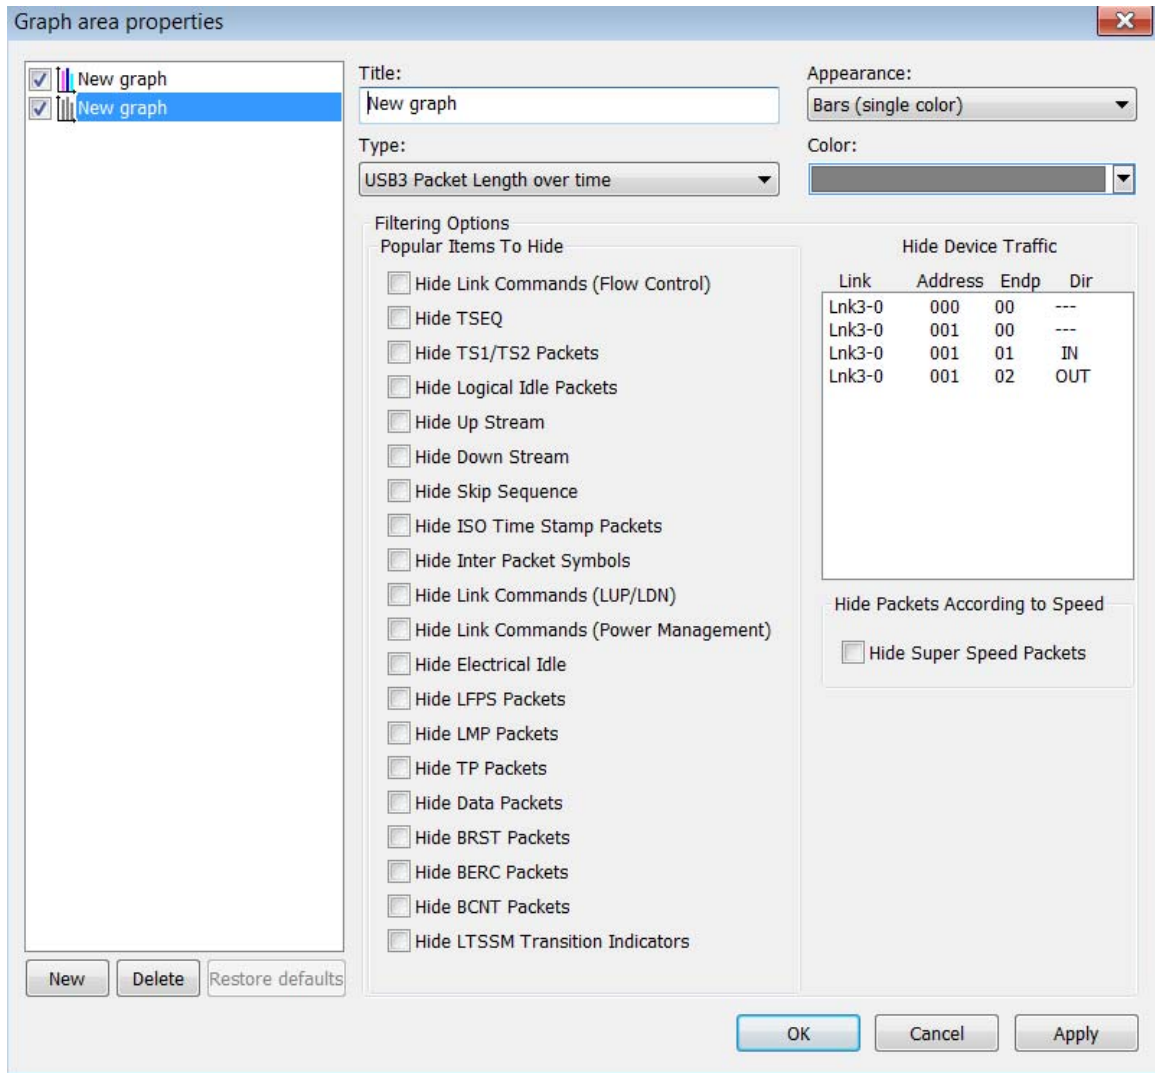 Graph area properties
New graph
New graph
Title:
New graph
Type:
USB3 Packet Length over time
Appearance:
Bars (single color)
Color:
Filtering Options
Popular Items To Hide
Hide Link Commands (Flow Control)
Hide TSEQ
Hide TS1/TS2 Packets
Hide Logical Idle Packets
Hide Up Stream
Hide Down Stream
Hide Skip Sequence
Hide ISO Time Stamp Packets
Hide Inter Packet Symbols
Hide Link Commands (LUP/LDN)
Hide Link Commands (Power Management)
Hide Electrical Idle
Hide LFPS Packets
Hide LMP Packets
Hide TP Packets
Hide Data Packets
Hide BRST Packets
Hide BERC Packets
Hide BCNT Packets
Hide LTSSM Transition Indicators
Hide Device Traffic
Link Address Endp Dir
Lnk3-0 000 00 ---
Lnk3-0 001 00 ---
Lnk3-0 001 01 IN
Lnk3-0 001 02 OUT
Hide Packets According to Speed
Hide Super Speed Packets
New Delete Restore defaults
OK Cancel Apply